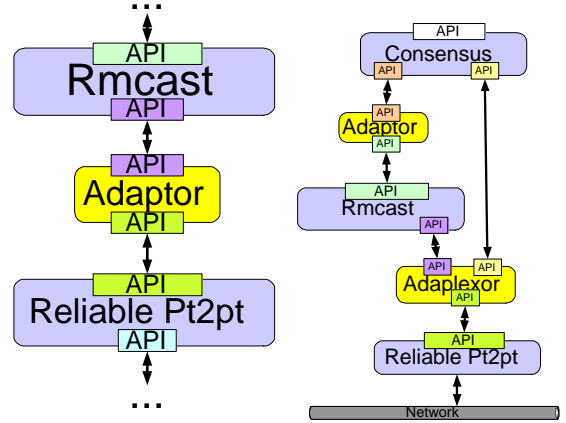 ...
API
Rmcast
API
API
Adaptor
API
API
Reliable Pt2pt
API
...
API
Consensus
API
API
API
Adaptor
API
API
Rmcast
API
API
API
Adaplexor
API
API
Reliable Pt2pt
Network